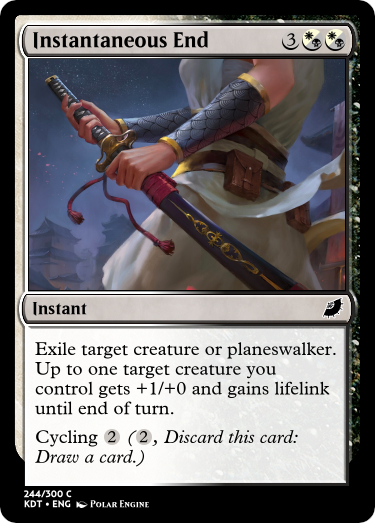 Instantaneous End 3
Instant
Exile target creature or planeswalker.
Up to one target creature you
control gets +1/+0 and gains lifelink
until end of turn.
Cycling 2 (2, Discard this card:
Draw a card.)
244/300 C
KDT • ENG Polar Engine